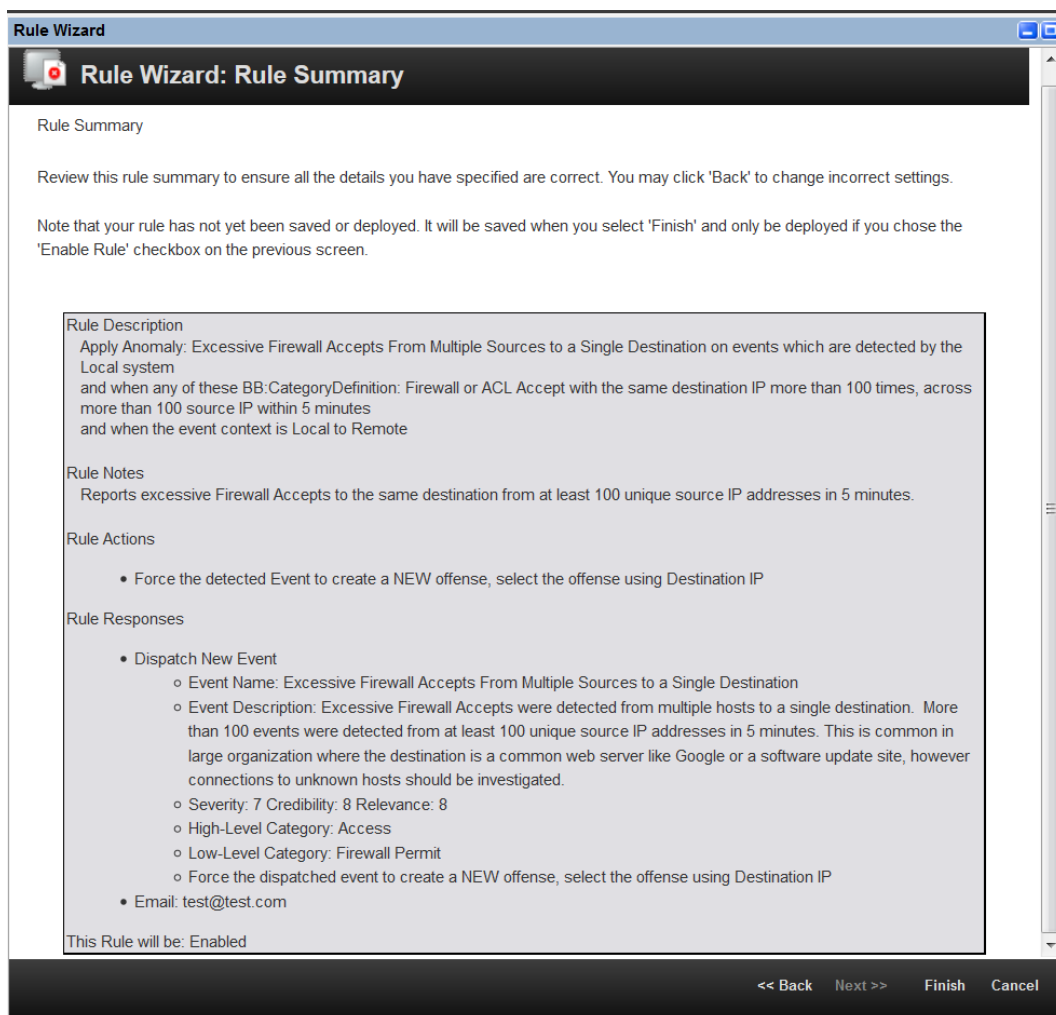 Rule Wizard
Rule Wizard: Rule Summary
Rule Summary
Review this rule summary to ensure all the details you have specified are correct. You may click 'Back' to change incorrect settings.
Note that your rule has not yet been saved or deployed. It will be saved when you select 'Finish' and only be deployed if you chose the
'Enable Rule' checkbox on the previous screen.
Rule Description
Apply Anomaly: Excessive Firewall Accepts From Multiple Sources to a Single Destination on events which are detected by the
Local system
and when any of these BB:CategoryDefinition: Firewall or ACL Accept with the same destination IP more than 100 times, across
more than 100 source IP within 5 minutes
and when the event context is Local to Remote
Rule Notes
Reports excessive Firewall Accepts to the same destination from at least 100 unique source IP addresses in 5 minutes.
Rule Actions
• Force the detected Event to create a NEW offense, select the offense using Destination IP
Rule Responses
• Dispatch New Event
○ Event Name: Excessive Firewall Accepts From Multiple Sources to a Single Destination
○ Event Description: Excessive Firewall Accepts were detected from multiple hosts to a single destination. More
than 100 events were detected from at least 100 unique source IP addresses in 5 minutes. This is common in
large organization where the destination is a common web server like Google or a software update site, however
connections to unknown hosts should be investigated.
○ Severity: 7 Credibility: 8 Relevance: 8
○ High-Level Category: Access
○ Low-Level Category: Firewall Permit
○ Force the dispatched event to create a NEW offense, select the offense using Destination IP
• Email: test@test.com
This Rule will be: Enabled
<< Back Next >> Finish Cancel